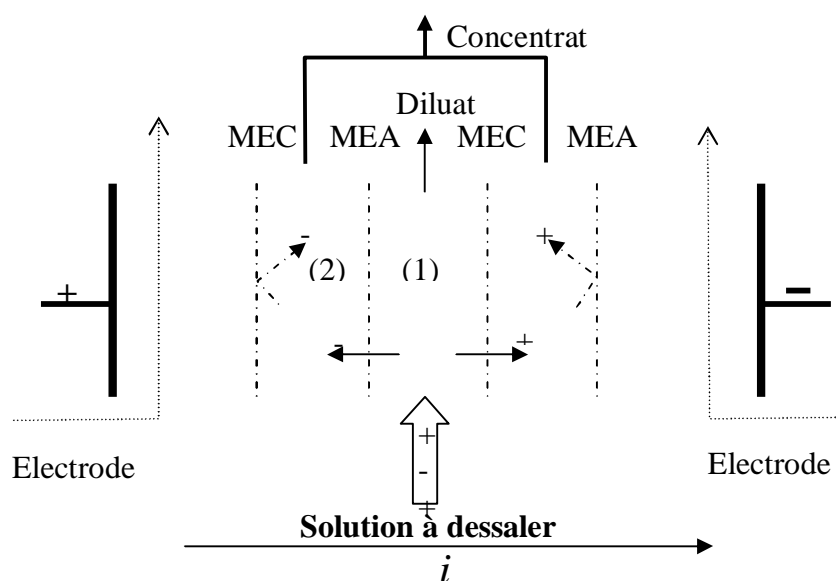 Concentrat
Diluat
MEC MEA MEC MEA
- +
(2) (1)
+ -
- +
+
-
+
Electrode Electrode
Solution à dessaler
i